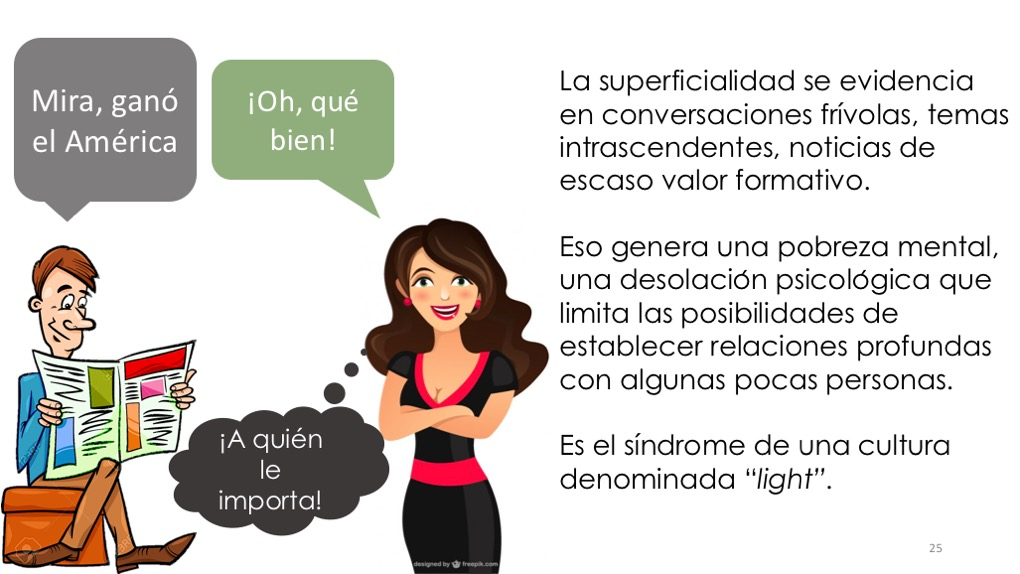 Mira, ganó
el América
¡Oh, qué
bien!
¡A quién
le
importa!
La superficialidad se evidencia
en conversaciones frívolas, temas
intrascendentes, noticias de
escaso valor formativo.
Eso genera una pobreza mental,
una desolación psicológica que
limita las posibilidades de
establecer relaciones profundas
con algunas pocas personas.
Es el síndrome de una cultura
denominada “light”.
designed by freepik.com
25